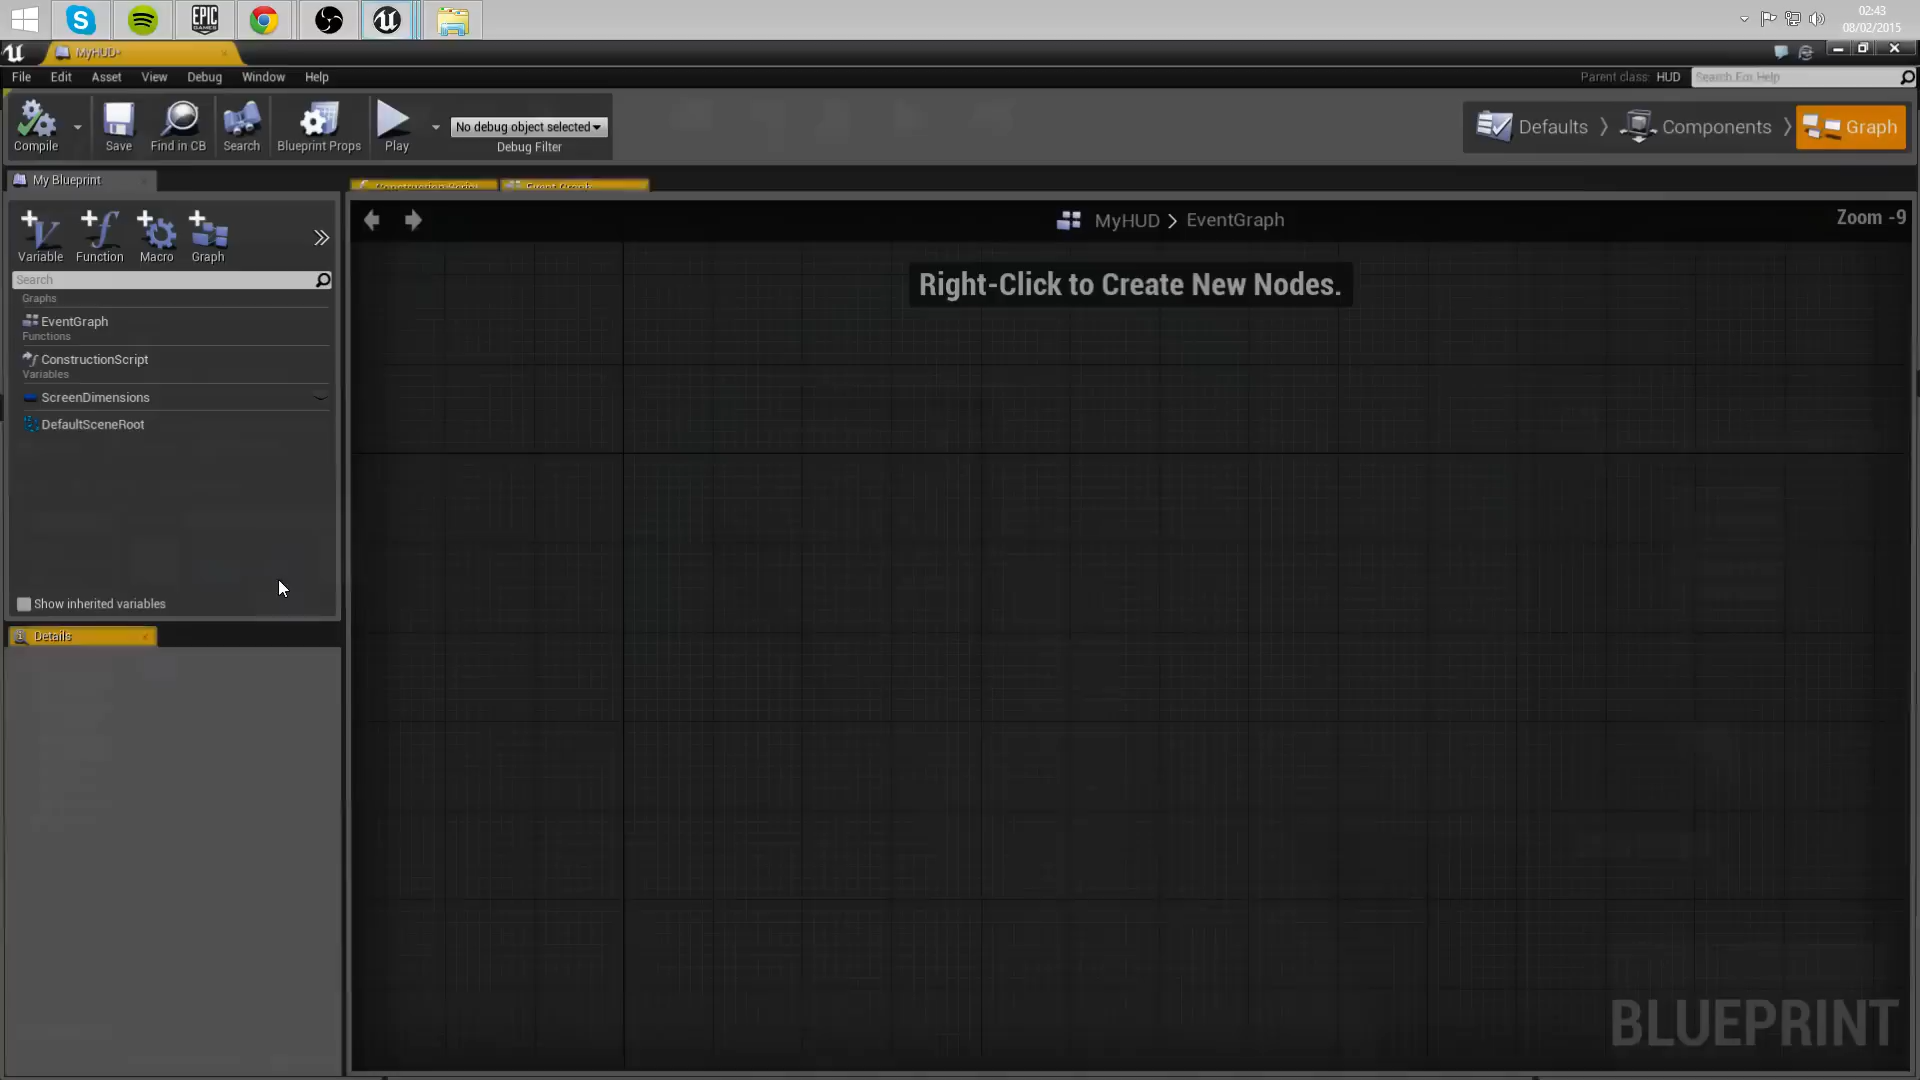 EPIC
GAMES
02:43
08/02/2015
MyHUD*
File Edit Asset View Debug Window Help
Parent class: HUD
Search For Help
Compile
Save
Find in CB
Search
Blueprint Props
Play
No debug object selected
Debug Filter
Defaults
Components
Graph
My Blueprint
Construction Script
Event Graph
Variable
Function
Macro
Graph
MyHUD > EventGraph
Zoom -9
Search
Right-Click to Create New Nodes.
Graphs
EventGraph
Functions
ConstructionScript
Variables
ScreenDimensions
DefaultSceneRoot
Show inherited variables
Details
BLUEPRINT